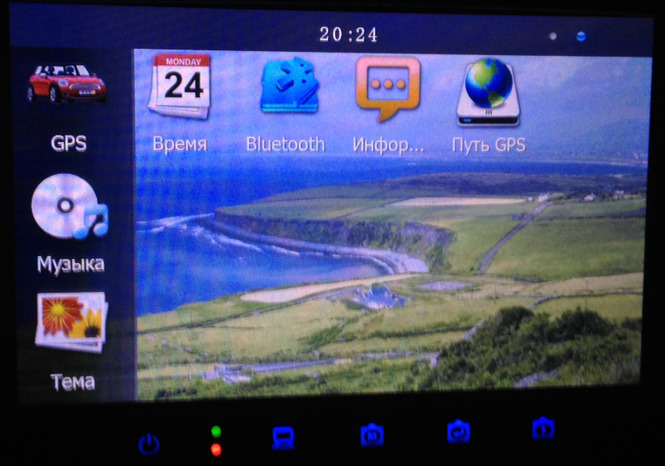 20:24
MONDAY
24
GPS
Время
Bluetooth
Инфор...
Путь GPS
Музыка
Тема
M